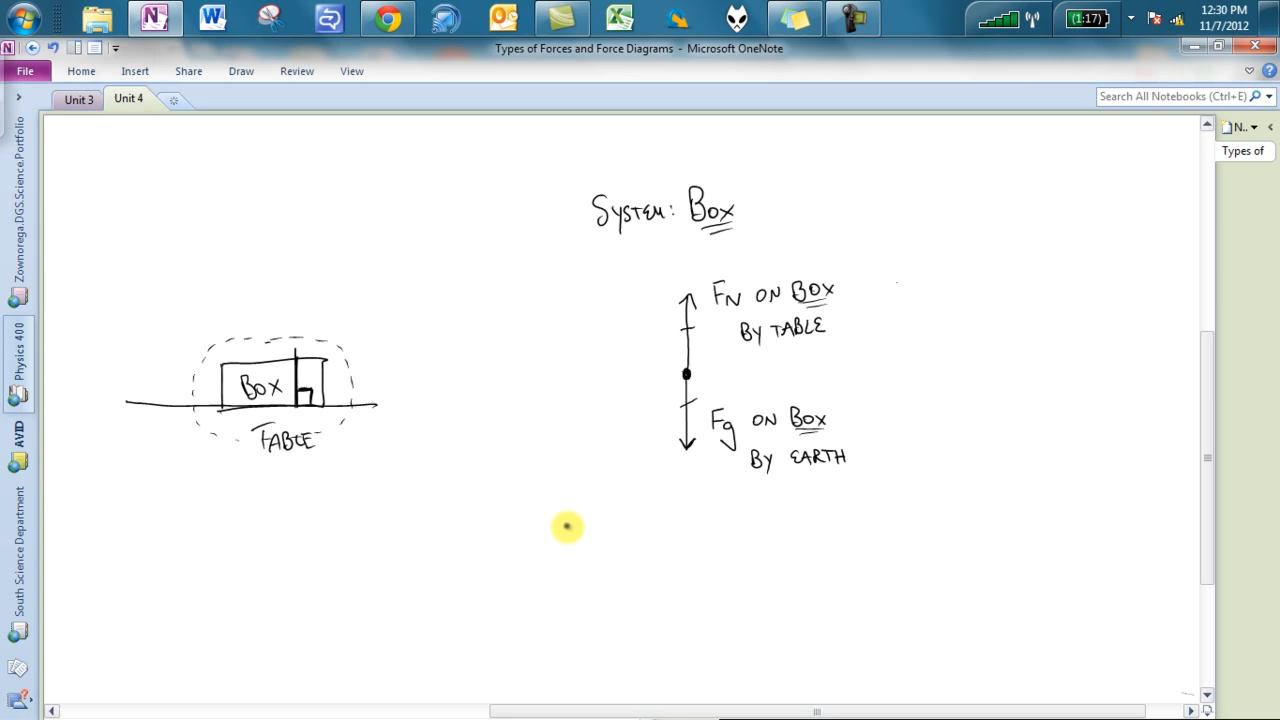 12:30 PM
(1:17)
11/7/2012
Types of Forces and Force Diagrams - Microsoft OneNote
File Home Insert Share Draw Review View
Unit 3 Unit 4
Search All Notebooks (Ctrl+E)
N..
Types of
Zownorega.DGS.Science.Portfolio
Physics 400
AVID
South Science Department
SYSTEM: BOX
FN ON BOX
BY TABLE
BOX
TABLE
Fg ON BOX
BY EARTH